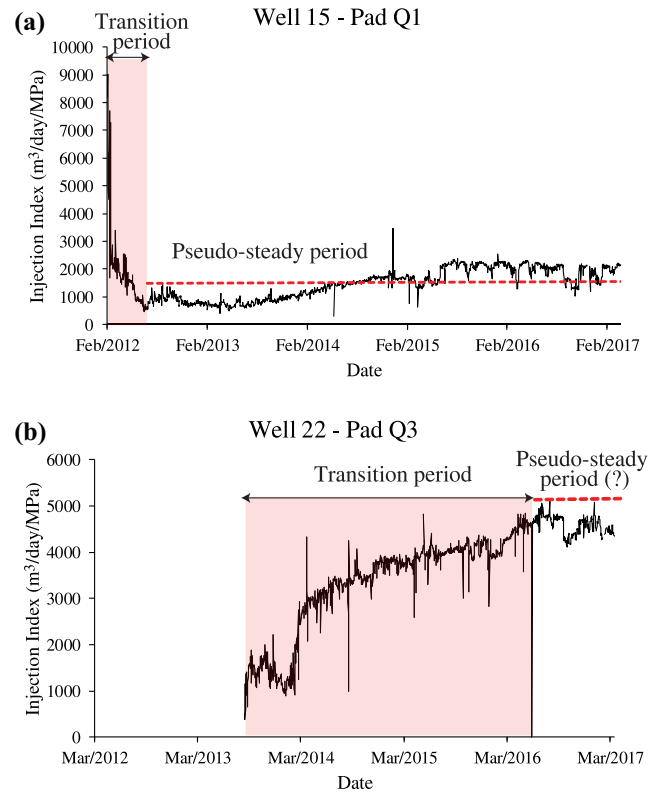 (a)
Transition
period
Well 15 - Pad Q1
10000
9000
8000
7000
6000
5000
4000
3000
2000
1000
0
Injection Index (m³/day/MPa)
Pseudo-steady period
Feb/2012 Feb/2013 Feb/2014 Feb/2015 Feb/2016 Feb/2017
Date
(b)
Well 22 - Pad Q3
6000
5000
4000
3000
2000
1000
0
Injection Index (m³/day/MPa)
Transition period
Pseudo-steady
period (?)
Mar/2012 Mar/2013 Mar/2014 Mar/2015 Mar/2016 Mar/2017
Date